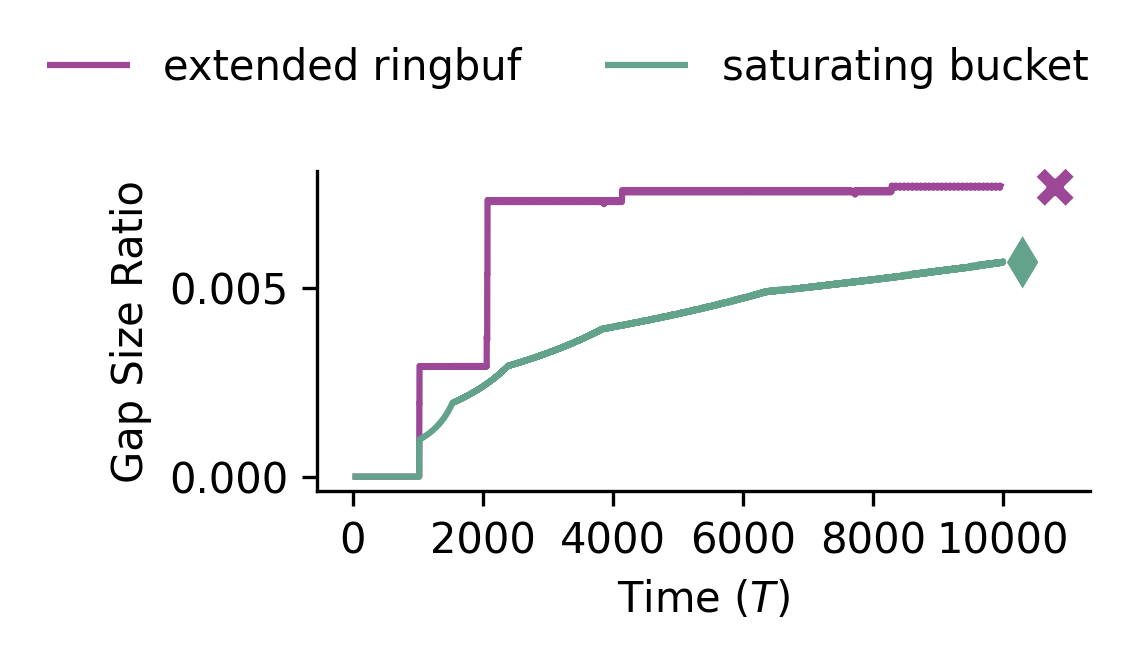 extended ringbuf saturating bucket
Gap Size Ratio
0.005
0.000
0 2000 4000 6000 8000 10000
Time (T)